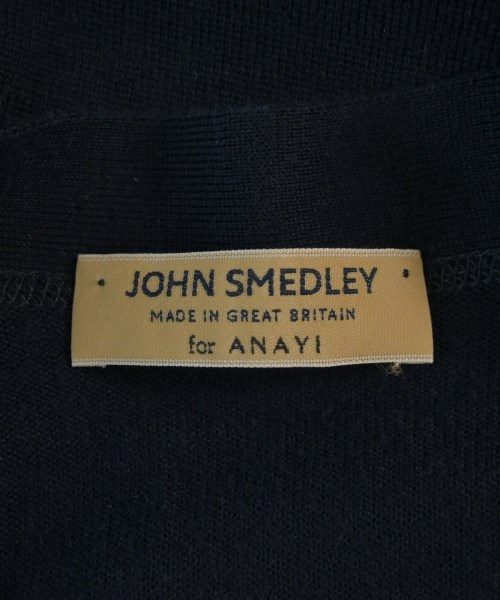 JOHN SMEDLEY
MADE IN GREAT BRITAIN
for ANAYI